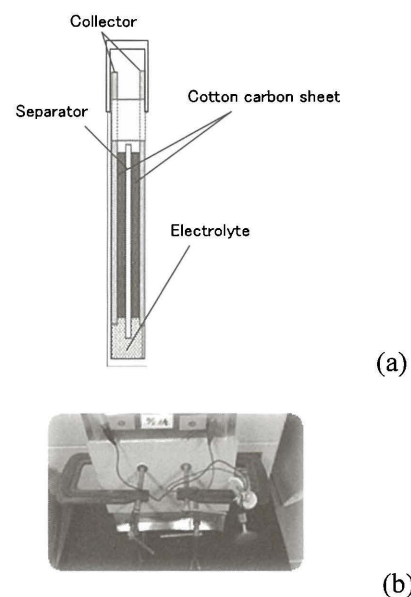 Collector
Separator
Cotton carbon sheet
Electrolyte
(a)
(b)